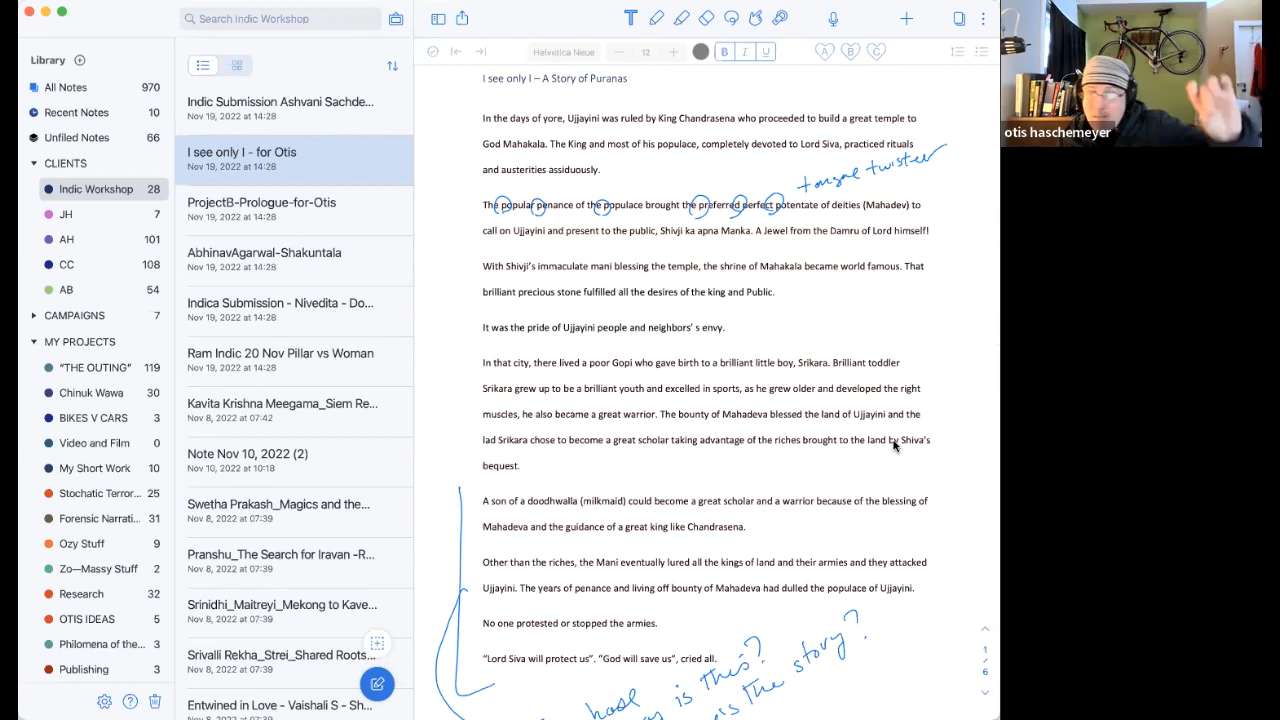 Search Indic Workshop
Library
All Notes 970
Recent Notes 10
Unfiled Notes 66
CLIENTS
Indic Workshop 28
JH 7
AH 101
CC 108
AB 54
CAMPAIGNS 7
MY PROJECTS
"THE OUTING" 119
Chinuk Wawa 30
BIKES V CARS 3
Video and Film 0
My Short Work 10
Stochatic Terror... 25
Forensic Narrati... 31
Ozy Stuff 9
Zo—Massy Stuff 2
Research 32
OTIS IDEAS 5
Philomena of the... 3
Publishing 3
Indic Submission Ashvani Sachde...
Nov 19, 2022 at 14:28
I see only I - for Otis
Nov 19, 2022 at 14:28
ProjectB-Prologue-for-Otis
Nov 19, 2022 at 14:28
AbhinavAgarwal-Shakuntala
Nov 19, 2022 at 14:28
Indica Submission - Nivedita - Do...
Nov 19, 2022 at 14:28
Ram Indic 20 Nov Pillar vs Woman
Nov 19, 2022 at 14:28
Kavita Krishna Meegama_Siem Re...
Nov 8, 2022 at 07:42
Note Nov 10, 2022 (2)
Nov 10, 2022 at 10:18
Swetha Prakash_Magics and the...
Nov 8, 2022 at 07:39
Pranshu_The Search for Iravan -R...
Nov 8, 2022 at 07:39
Srinidhi_Maitreyi_Mekong to Kave...
Nov 8, 2022 at 07:39
Srivalli Rekha_Strei_Shared Roots...
Nov 8, 2022 at 07:39
Entwined in Love - Vaishali S - Sh...
Helvetica Neue 12 B I U A B C
I see only I – A Story of Puranas
In the days of yore, Ujjayini was ruled by King Chandrasena who proceeded to build a great temple to
God Mahakala. The King and most of his populace, completely devoted to Lord Siva, practiced rituals
and austerities assiduously.
tongue twister
The popular penance of the populace brought the preferred perfect potentate of deities (Mahadev) to
call on Ujjayini and present to the public, Shivji ka apna Manka. A Jewel from the Damru of Lord himself!
With Shivji's immaculate mani blessing the temple, the shrine of Mahakala became world famous. That
brilliant precious stone fulfilled all the desires of the king and Public.
It was the pride of Ujjayini people and neighbors' s envy.
In that city, there lived a poor Gopi who gave birth to a brilliant little boy, Srikara. Brilliant toddler
Srikara grew up to be a brilliant youth and excelled in sports, as he grew older and developed the right
muscles, he also became a great warrior. The bounty of Mahadeva blessed the land of Ujjayini and the
lad Srikara chose to become a great scholar taking advantage of the riches brought to the land by Shiva's
bequest.
A son of a doodhwalla (milkmaid) could become a great scholar and a warrior because of the blessing of
Mahadeva and the guidance of a great king like Chandrasena.
Other than the riches, the Mani eventually lured all the kings of land and their armies and they attacked
Ujjayini. The years of penance and living off bounty of Mahadeva had dulled the populace of Ujjayini.
No one protested or stopped the armies.
"Lord Siva will protect us". "God will save us", cried all.
is this?
the story?
1
/
6
otis haschemeyer